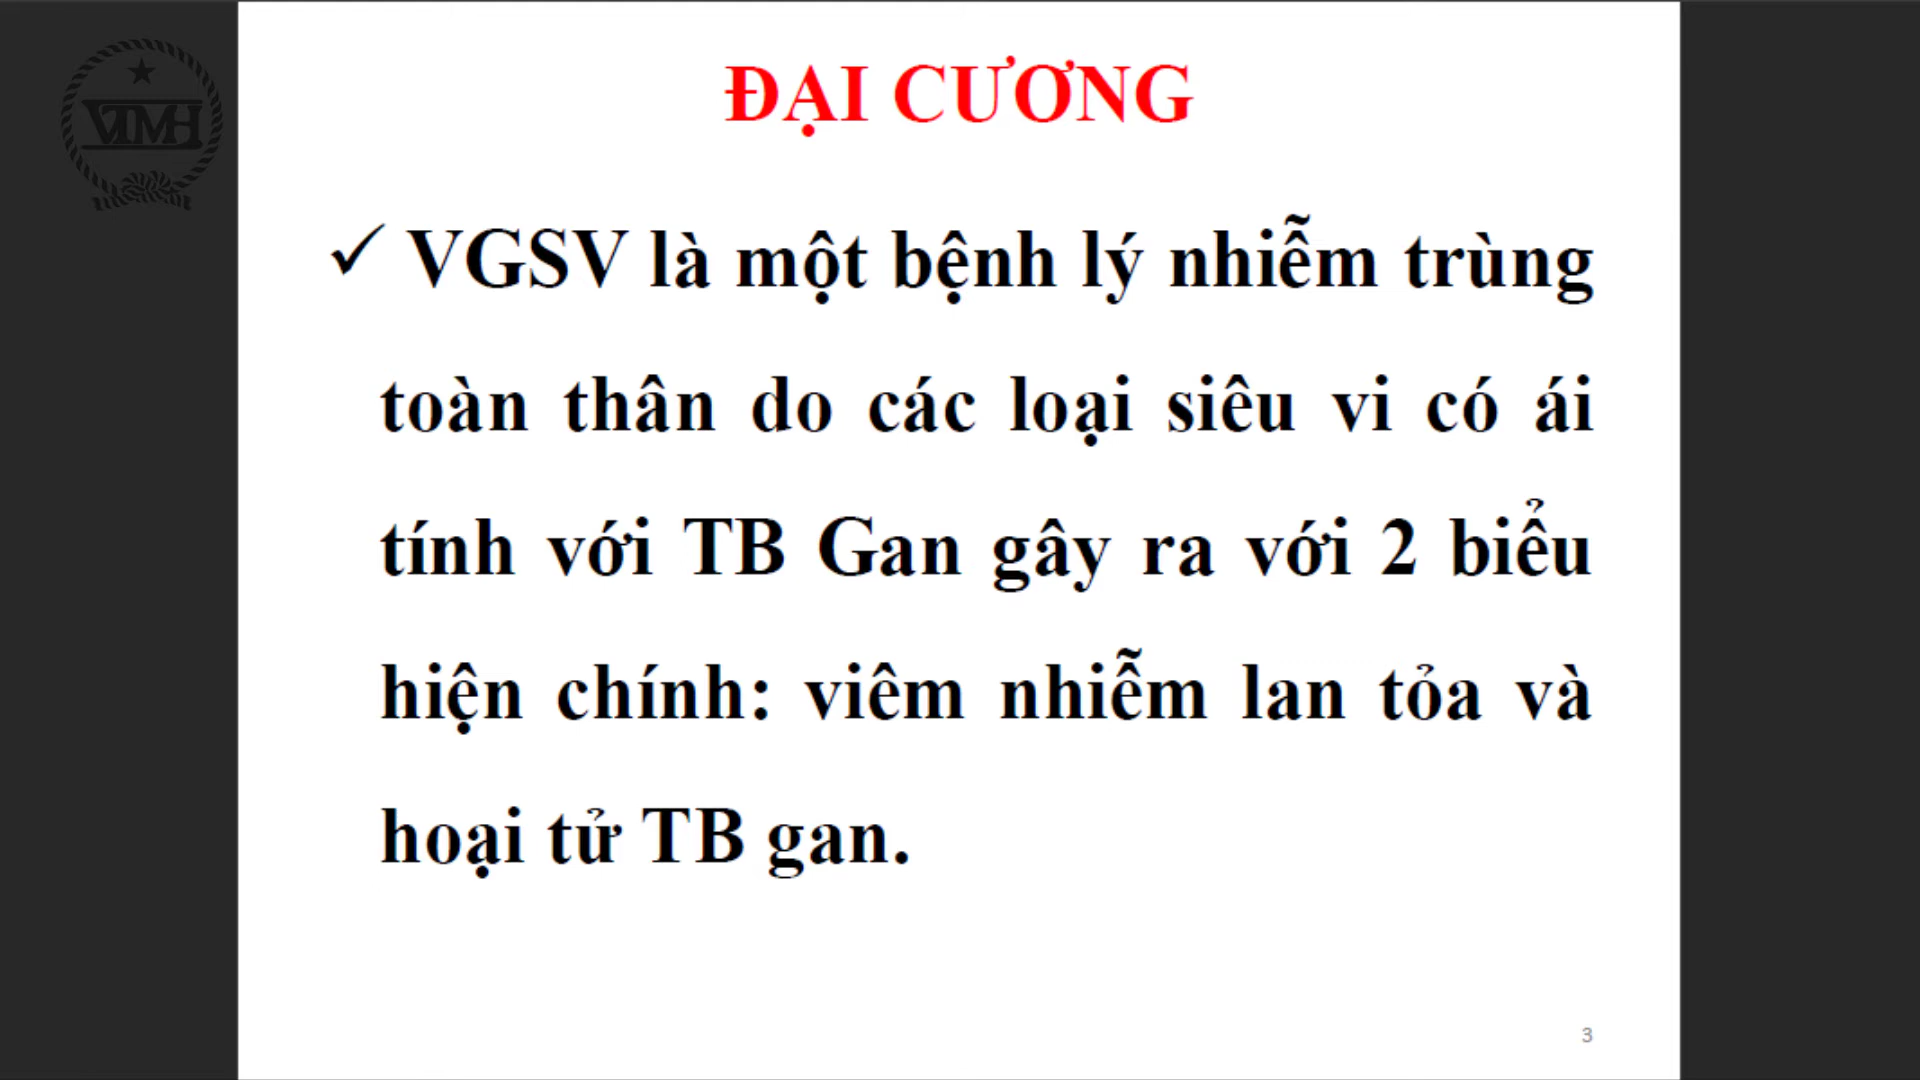 VTMH
ĐẠI CƯƠNG
✓ VGSV là một bệnh lý nhiễm trùng
toàn thân do các loại siêu vi có ái
tính với TB Gan gây ra với 2 biểu
hiện chính: viêm nhiễm lan tỏa và
hoại tử TB gan.
3